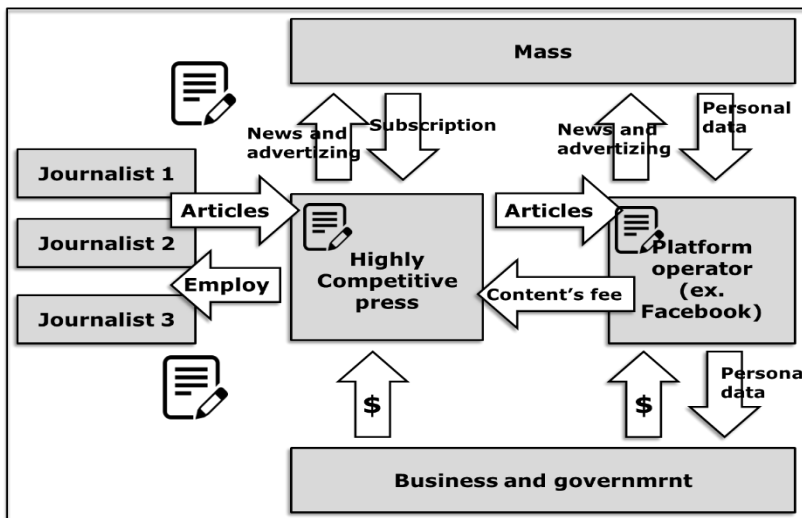 Mass
News and
advertizing
Subscription
News and
advertizing
Personal
data
Journalist 1
Journalist 2
Journalist 3
Articles
Employ
Highly
Competitive
press
Articles
Content's fee
Platform
operator
(ex.
Facebook)
$
$
Personal
data
Business and governmrnt